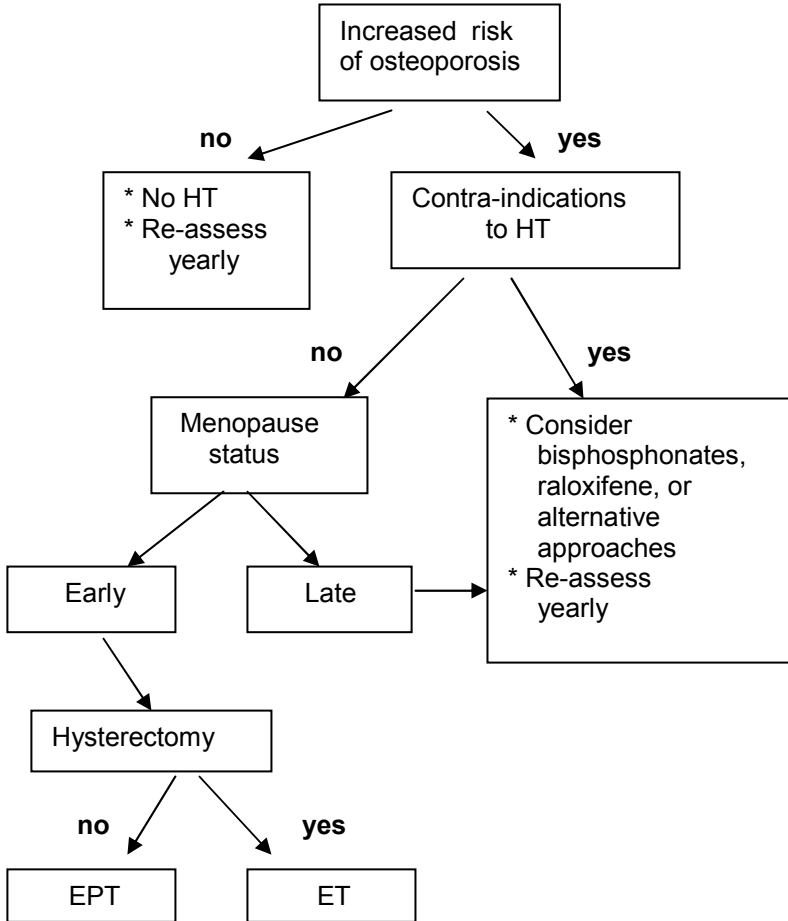 Increased risk
of osteoporosis
no
yes
* No HT
* Re-assess
yearly
Contra-indications
to HT
no
yes
Menopause
status
* Consider
bisphosphonates,
raloxifene, or
alternative
approaches
* Re-assess
yearly
Early
Late
Hysterectomy
no
yes
EPT
ET